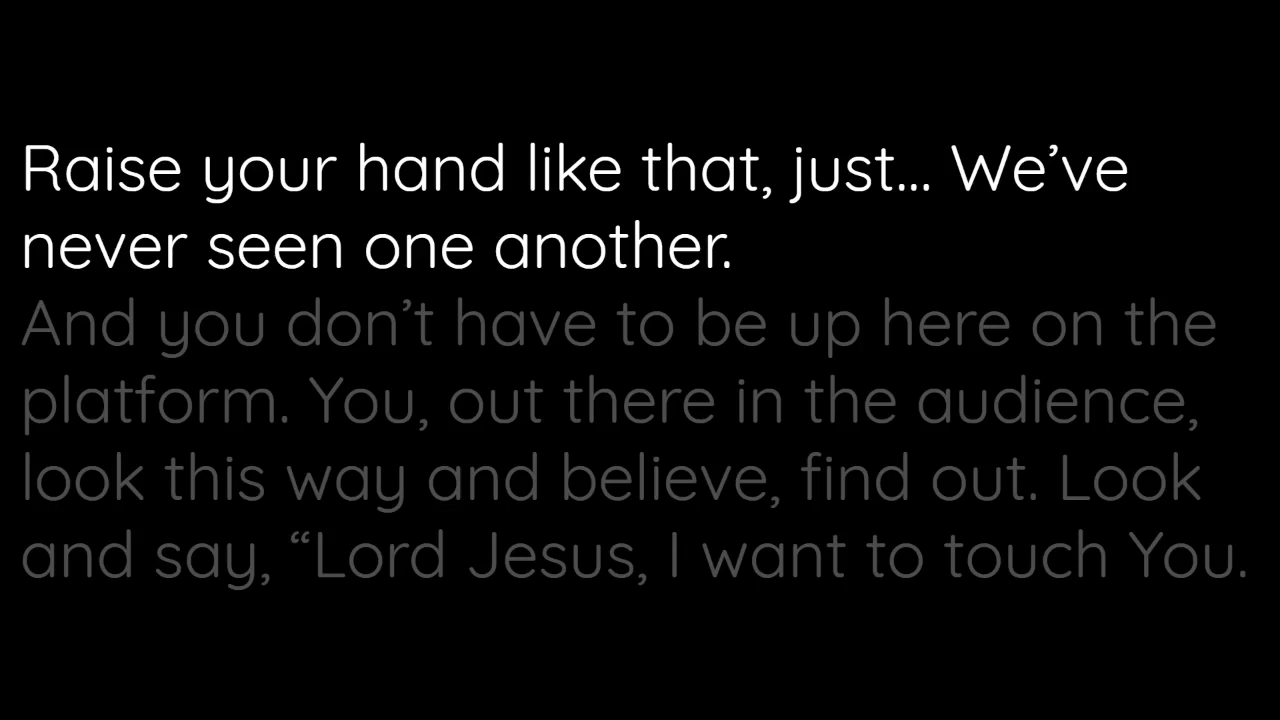 Raise your hand like that, just... We’ve
never seen one another.
And you don’t have to be up here on the
platform. You, out there in the audience,
look this way and believe, find out. Look
and say, “Lord Jesus, I want to touch You.